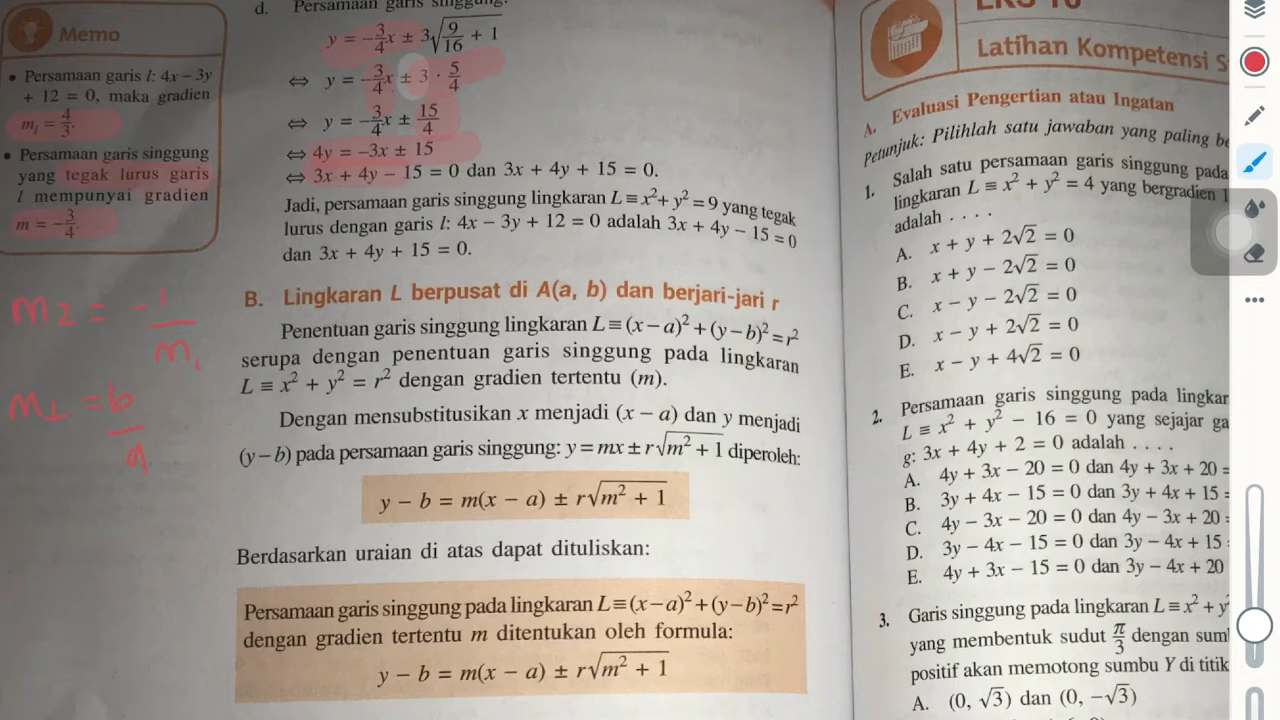 Memo
• Persamaan garis l: 4x – 3y
+ 12 = 0, maka gradien
m_l = 4/3.
• Persamaan garis singgung
yang tegak lurus garis
l mempunyai gradien
m = –3/4.
m2 = -1/m1
m⊥ = b/a
d. Persamaan garis singgung:
y = –3/4x ± 3√(9/16 + 1)
⇔ y = –3/4x ± 3 · 5/4
⇔ y = –3/4x ± 15/4
⇔ 4y = –3x ± 15
⇔ 3x + 4y – 15 = 0 dan 3x + 4y + 15 = 0.
Jadi, persamaan garis singgung lingkaran L ≡ x² + y² = 9 yang tegak
lurus dengan garis l: 4x – 3y + 12 = 0 adalah 3x + 4y – 15 = 0
dan 3x + 4y + 15 = 0.
B. Lingkaran L berpusat di A(a, b) dan berjari-jari r
Penentuan garis singgung lingkaran L ≡ (x – a)² + (y – b)² = r²
serupa dengan penentuan garis singgung pada lingkaran
L ≡ x² + y² = r² dengan gradien tertentu (m).
Dengan mensubstitusikan x menjadi (x – a) dan y menjadi
(y – b) pada persamaan garis singgung: y = mx ± r√(m² + 1) diperoleh:
y – b = m(x – a) ± r√(m² + 1)
Berdasarkan uraian di atas dapat dituliskan:
Persamaan garis singgung pada lingkaran L ≡ (x – a)² + (y – b)² = r²
dengan gradien tertentu m ditentukan oleh formula:
y – b = m(x – a) ± r√(m² + 1)
Latihan Kompetensi S
A. Evaluasi Pengertian atau Ingatan
Petunjuk: Pilihlah satu jawaban yang paling be
1. Salah satu persamaan garis singgung pada
lingkaran L ≡ x² + y² = 4 yang bergradien 1
adalah . . . .
A. x + y + 2√2 = 0
B. x + y – 2√2 = 0
C. x – y – 2√2 = 0
D. x – y + 2√2 = 0
E. x – y + 4√2 = 0
2. Persamaan garis singgung pada lingkar
L ≡ x² + y² – 16 = 0 yang sejajar ga
g: 3x + 4y + 2 = 0 adalah . . . .
A. 4y + 3x – 20 = 0 dan 4y + 3x + 20 =
B. 3y + 4x – 15 = 0 dan 3y + 4x + 15 =
C. 4y – 3x – 20 = 0 dan 4y – 3x + 20 =
D. 3y – 4x – 15 = 0 dan 3y – 4x + 15
E. 4y + 3x – 15 = 0 dan 3y – 4x + 20
3. Garis singgung pada lingkaran L ≡ x² + y
yang membentuk sudut π/3 dengan sum
positif akan memotong sumbu Y di titik
A. (0, √3) dan (0, –√3)